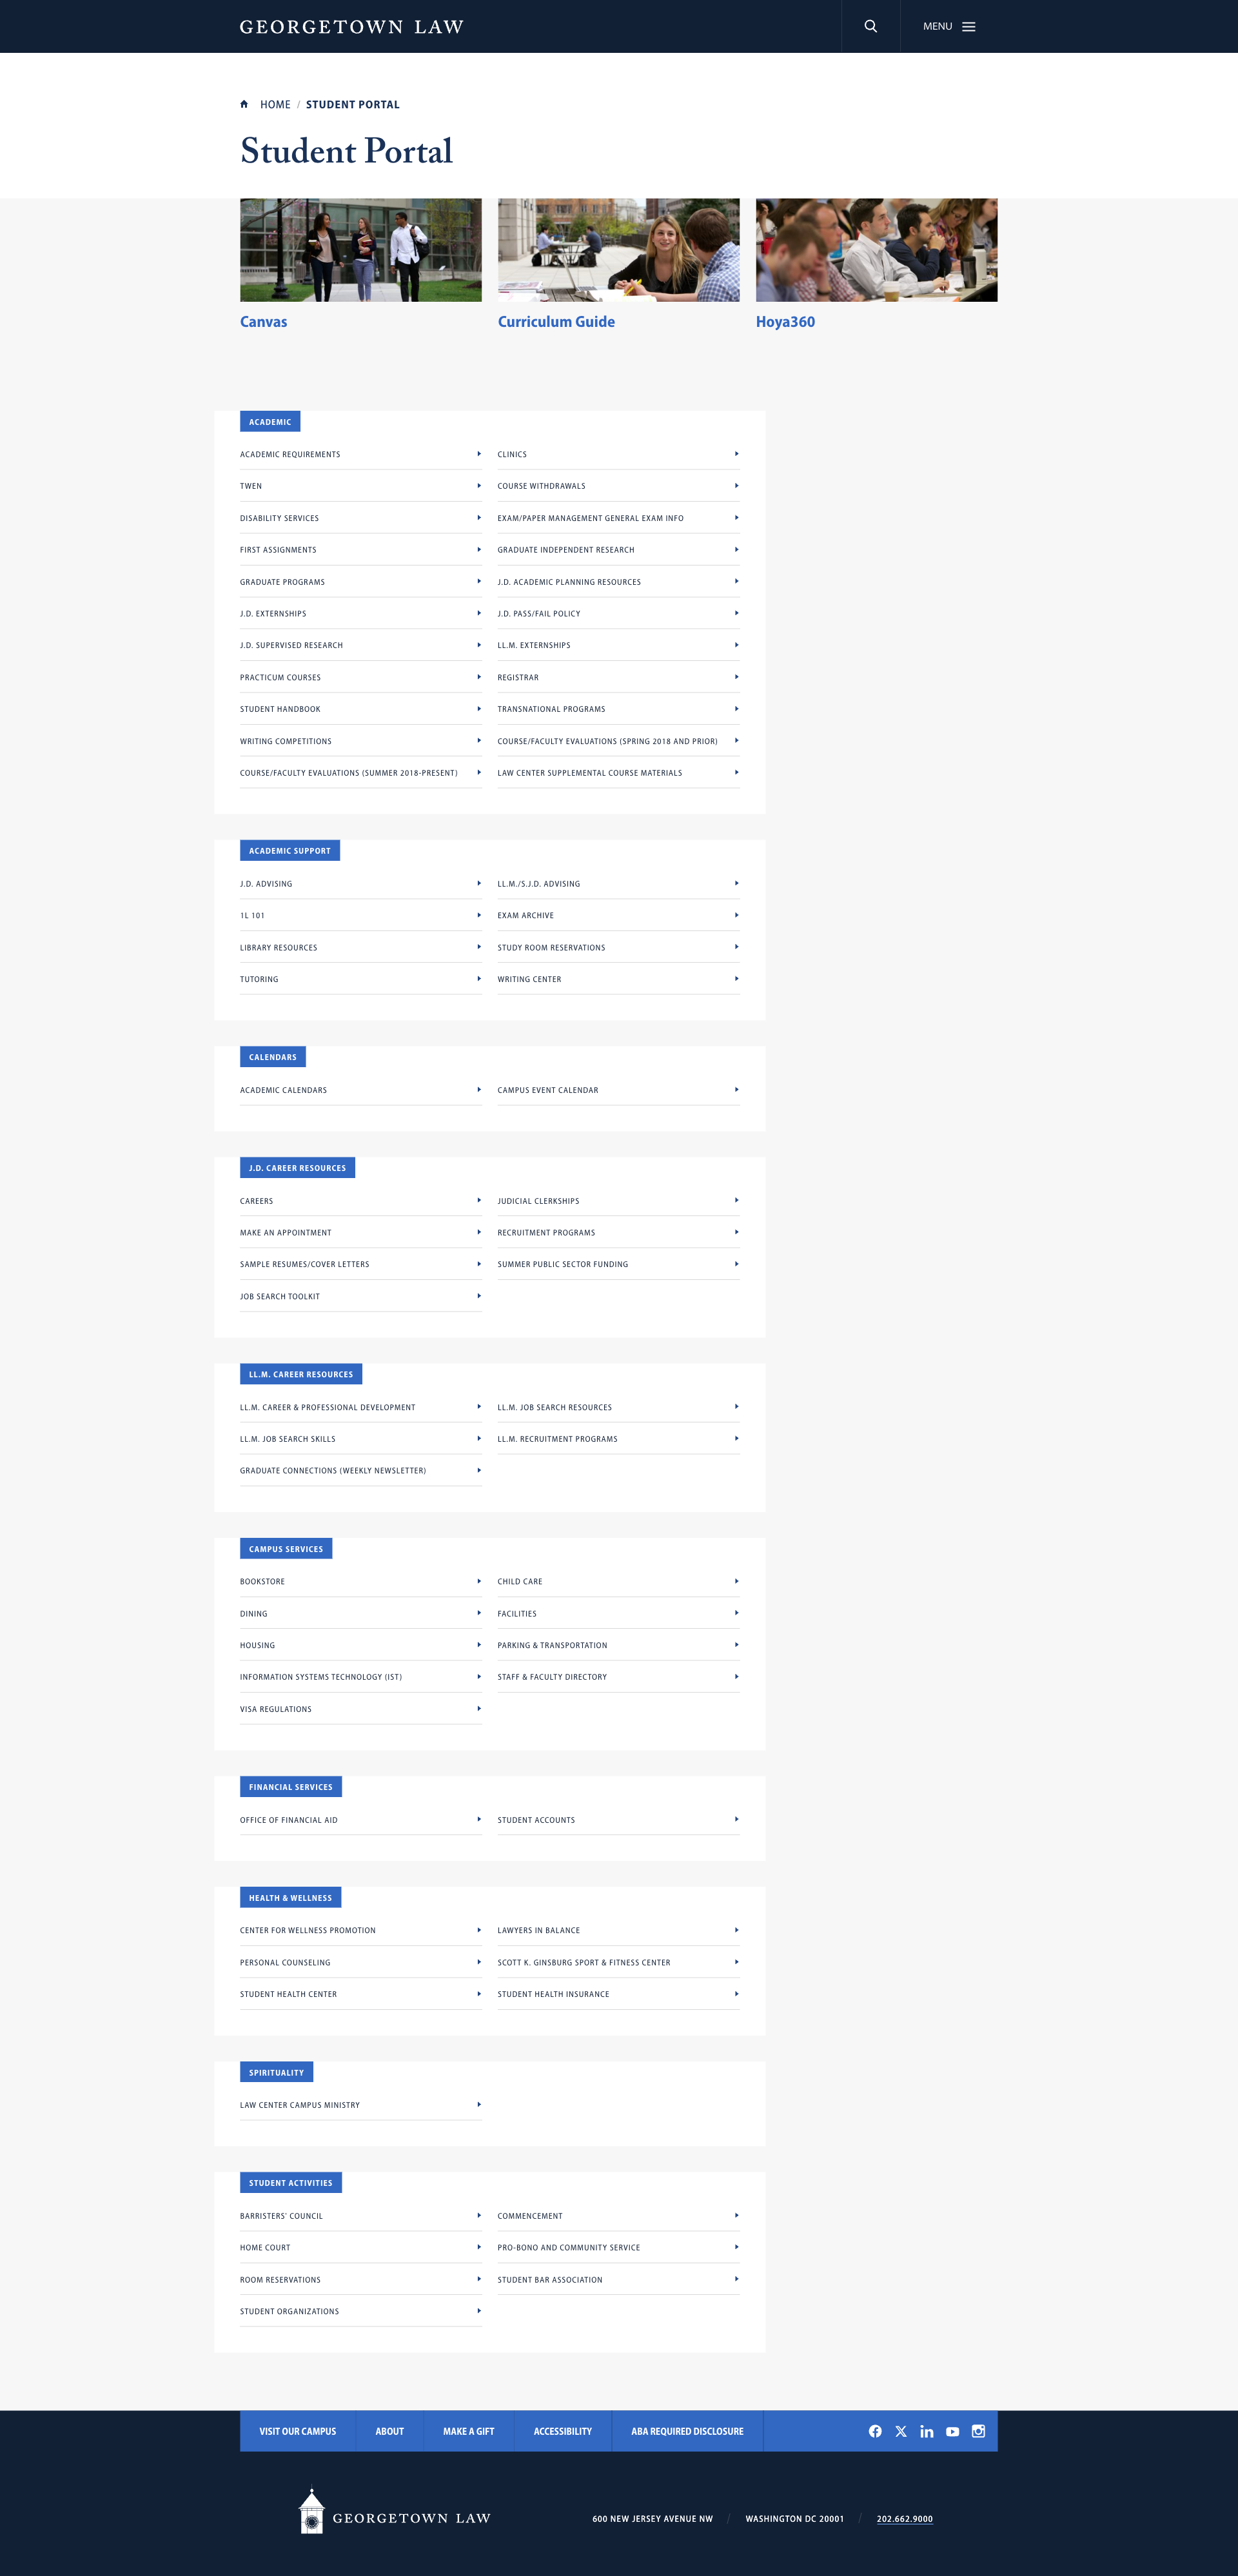 GEORGETOWN LAW
MENU
HOME / STUDENT PORTAL
Student Portal
Canvas
Curriculum Guide
Hoya360
ACADEMIC
ACADEMIC REQUIREMENTS
CLINICS
TWEN
COURSE WITHDRAWALS
DISABILITY SERVICES
EXAM/PAPER MANAGEMENT GENERAL EXAM INFO
FIRST ASSIGNMENTS
GRADUATE INDEPENDENT RESEARCH
GRADUATE PROGRAMS
J.D. ACADEMIC PLANNING RESOURCES
J.D. EXTERNSHIPS
J.D. PASS/FAIL POLICY
J.D. SUPERVISED RESEARCH
LL.M. EXTERNSHIPS
PRACTICUM COURSES
REGISTRAR
STUDENT HANDBOOK
TRANSNATIONAL PROGRAMS
WRITING COMPETITIONS
COURSE/FACULTY EVALUATIONS (SPRING 2018 AND PRIOR)
COURSE/FACULTY EVALUATIONS (SUMMER 2018-PRESENT)
LAW CENTER SUPPLEMENTAL COURSE MATERIALS
ACADEMIC SUPPORT
J.D. ADVISING
LL.M./S.J.D. ADVISING
1L 101
EXAM ARCHIVE
LIBRARY RESOURCES
STUDY ROOM RESERVATIONS
TUTORING
WRITING CENTER
CALENDARS
ACADEMIC CALENDARS
CAMPUS EVENT CALENDAR
J.D. CAREER RESOURCES
CAREERS
JUDICIAL CLERKSHIPS
MAKE AN APPOINTMENT
RECRUITMENT PROGRAMS
SAMPLE RESUMES/COVER LETTERS
SUMMER PUBLIC SECTOR FUNDING
JOB SEARCH TOOLKIT
LL.M. CAREER RESOURCES
LL.M. CAREER & PROFESSIONAL DEVELOPMENT
LL.M. JOB SEARCH RESOURCES
LL.M. JOB SEARCH SKILLS
LL.M. RECRUITMENT PROGRAMS
GRADUATE CONNECTIONS (WEEKLY NEWSLETTER)
CAMPUS SERVICES
BOOKSTORE
CHILD CARE
DINING
FACILITIES
HOUSING
PARKING & TRANSPORTATION
INFORMATION SYSTEMS TECHNOLOGY (IST)
STAFF & FACULTY DIRECTORY
VISA REGULATIONS
FINANCIAL SERVICES
OFFICE OF FINANCIAL AID
STUDENT ACCOUNTS
HEALTH & WELLNESS
CENTER FOR WELLNESS PROMOTION
LAWYERS IN BALANCE
PERSONAL COUNSELING
SCOTT K. GINSBURG SPORT & FITNESS CENTER
STUDENT HEALTH CENTER
STUDENT HEALTH INSURANCE
SPIRITUALITY
LAW CENTER CAMPUS MINISTRY
STUDENT ACTIVITIES
BARRISTERS' COUNCIL
COMMENCEMENT
HOME COURT
PRO-BONO AND COMMUNITY SERVICE
ROOM RESERVATIONS
STUDENT BAR ASSOCIATION
STUDENT ORGANIZATIONS
VISIT OUR CAMPUS
ABOUT
MAKE A GIFT
ACCESSIBILITY
ABA REQUIRED DISCLOSURE
GEORGETOWN LAW
600 NEW JERSEY AVENUE NW / WASHINGTON DC 20001 / 202.662.9000